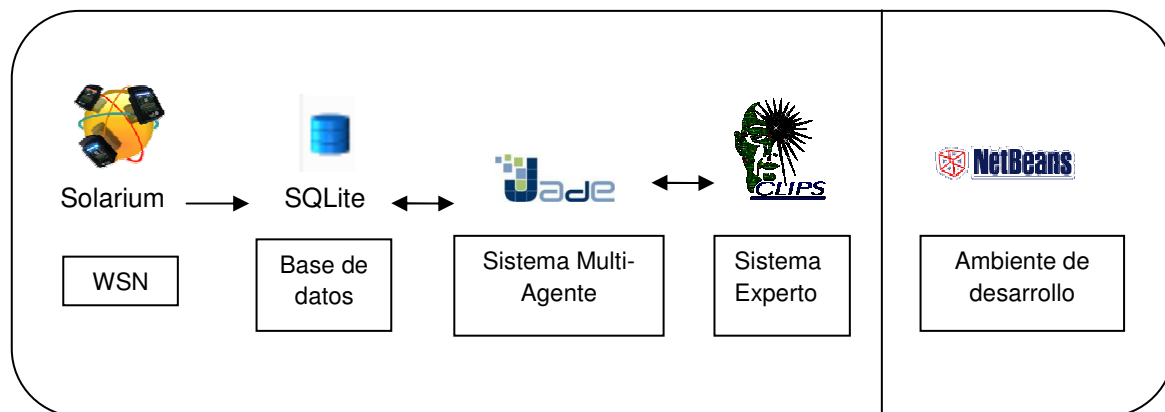 Solarium
SQLite
Jade
CLIPS
NetBeans
WSN
Base de
datos
Sistema Multi-
Agente
Sistema
Experto
Ambiente de
desarrollo